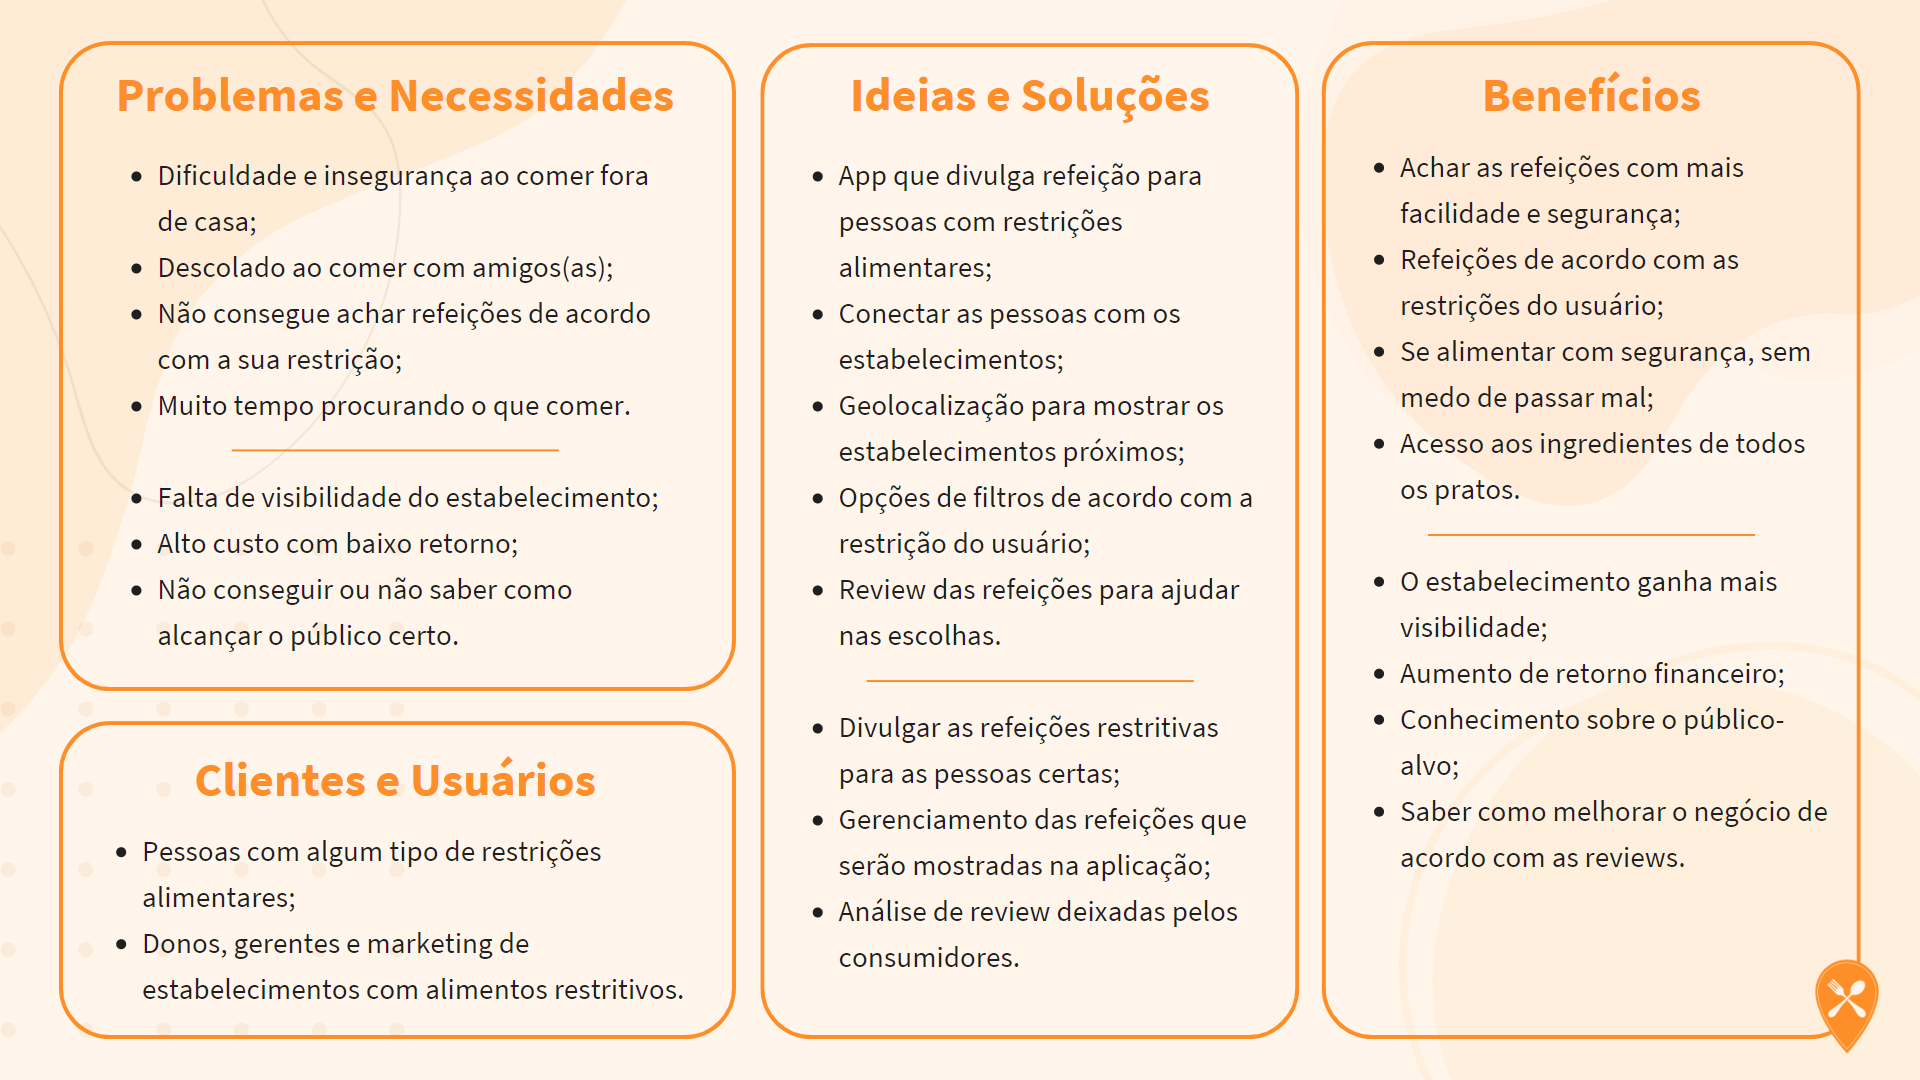 Problemas e Necessidades
• Dificuldade e insegurança ao comer fora
de casa;
• Descolado ao comer com amigos(as);
• Não consegue achar refeições de acordo
com a sua restrição;
• Muito tempo procurando o que comer.
• Falta de visibilidade do estabelecimento;
• Alto custo com baixo retorno;
• Não conseguir ou não saber como
alcançar o público certo.
Clientes e Usuários
• Pessoas com algum tipo de restrições
alimentares;
• Donos, gerentes e marketing de
estabelecimentos com alimentos restritivos.
Ideias e Soluções
• App que divulga refeição para
pessoas com restrições
alimentares;
• Conectar as pessoas com os
estabelecimentos;
• Geolocalização para mostrar os
estabelecimentos próximos;
• Opções de filtros de acordo com a
restrição do usuário;
• Review das refeições para ajudar
nas escolhas.
• Divulgar as refeições restritivas
para as pessoas certas;
• Gerenciamento das refeições que
serão mostradas na aplicação;
• Análise de review deixadas pelos
consumidores.
Benefícios
• Achar as refeições com mais
facilidade e segurança;
• Refeições de acordo com as
restrições do usuário;
• Se alimentar com segurança, sem
medo de passar mal;
• Acesso aos ingredientes de todos
os pratos.
• O estabelecimento ganha mais
visibilidade;
• Aumento de retorno financeiro;
• Conhecimento sobre o público-
alvo;
• Saber como melhorar o negócio de
acordo com as reviews.